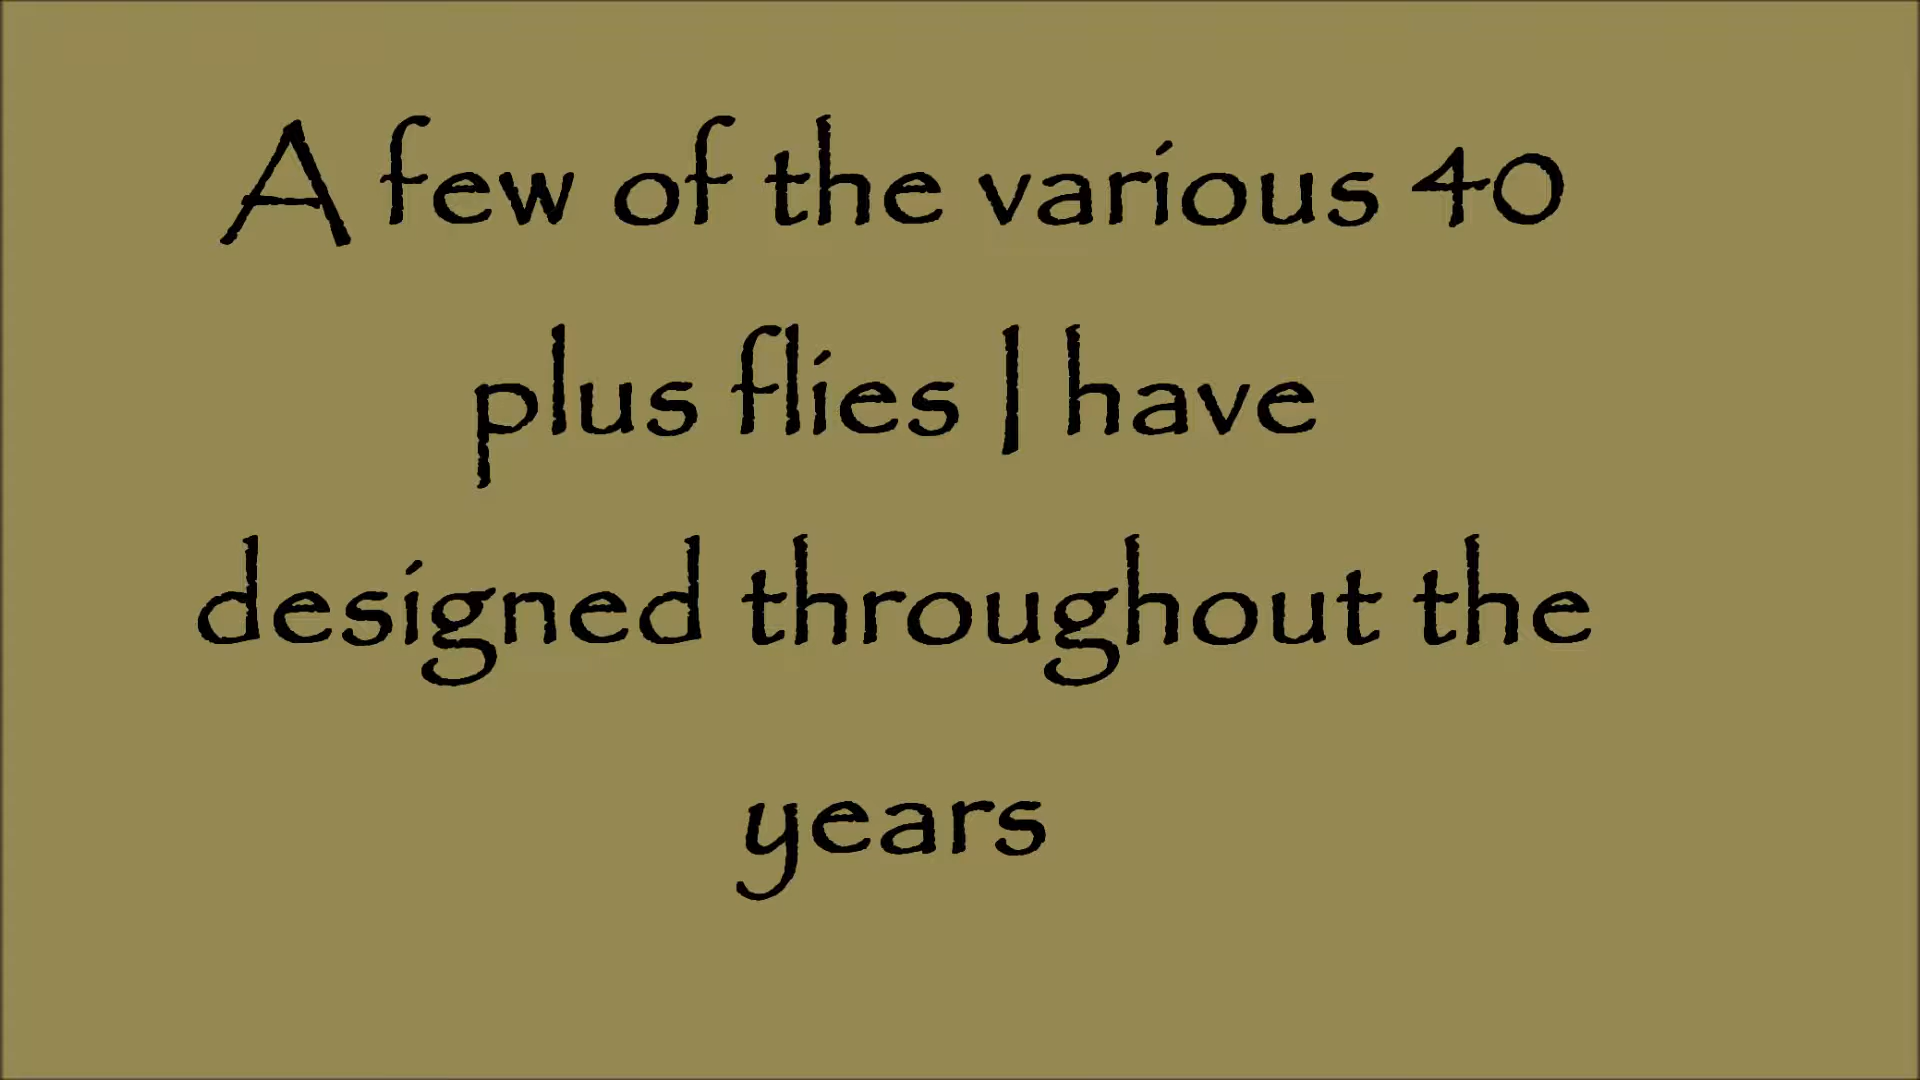 A few of the various 40
plus flies I have
designed throughout the
years